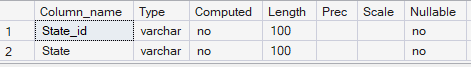 Column_name Type Computed Length Prec Scale Nullable
1 State_id varchar no 100 no
2 State varchar no 100 no